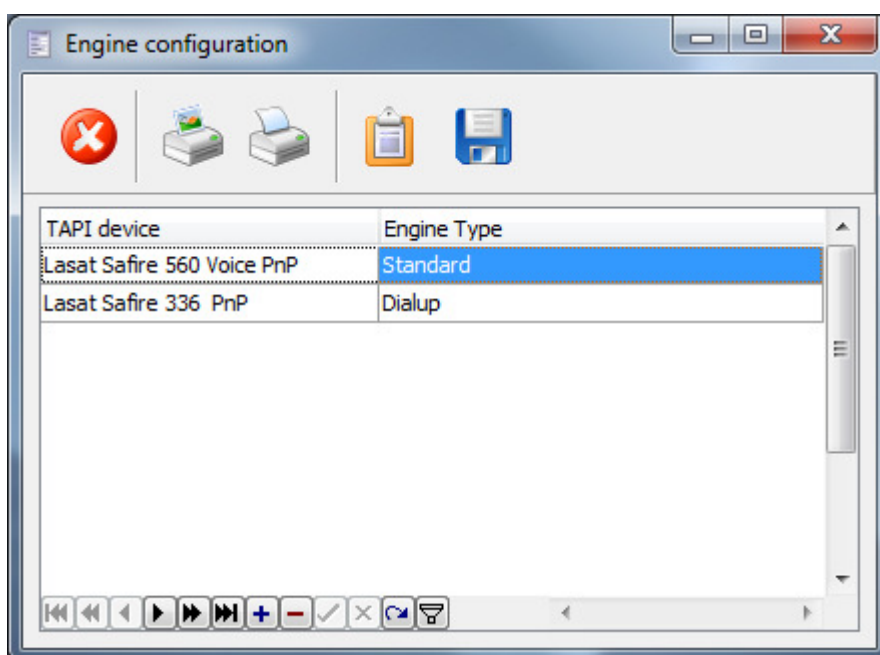 Engine configuration
TAPI device Engine Type
Lasat Safire 560 Voice PnP Standard
Lasat Safire 336  PnP Dialup